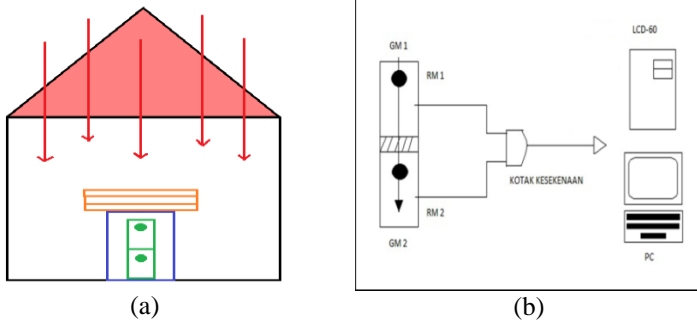 GM 1
RM 1
LCD-60
KOTAK KESEKENAAN
RM 2
GM 2
PC
(a)
(b)